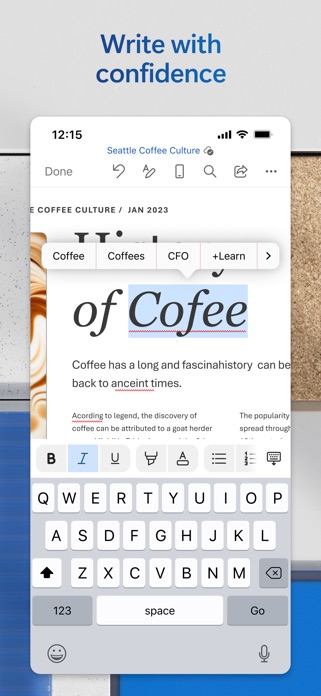 Write with
confidence
12:15
Seattle Coffee Culture
Done
E COFFEE CULTURE / JAN 2023
Coffee Coffees CFO +Learn
of Cofee
Coffee has a long and fascinahistory can be
back to anceint times.
Acording to legend, the discovery of
coffee can be attributed to a goat herder
The popularity
spread through
B I U A
Q W E R T Y U I O P
A S D F G H J K L
Z X C V B N M
123 space Go